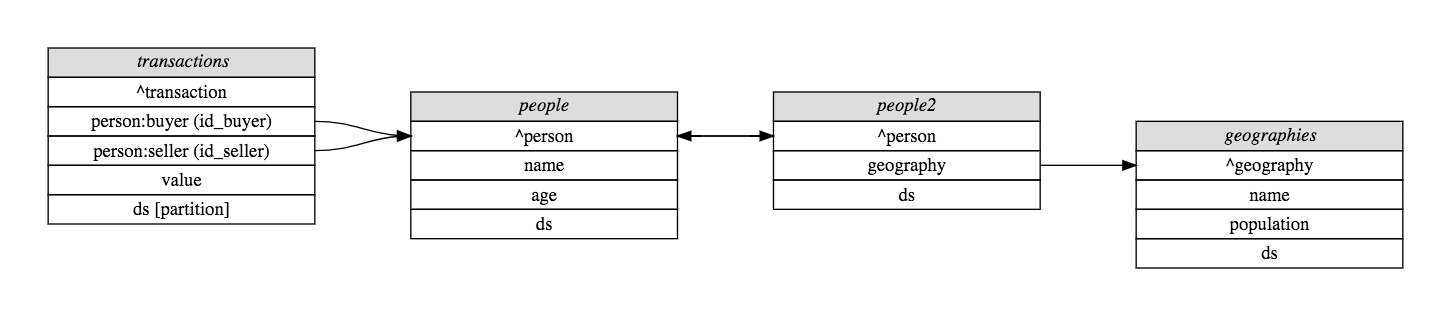 transactions
^transaction
person:buyer (id_buyer)
person:seller (id_seller)
value
ds [partition]
people
^person
name
age
ds
people2
^person
geography
ds
geographies
^geography
name
population
ds